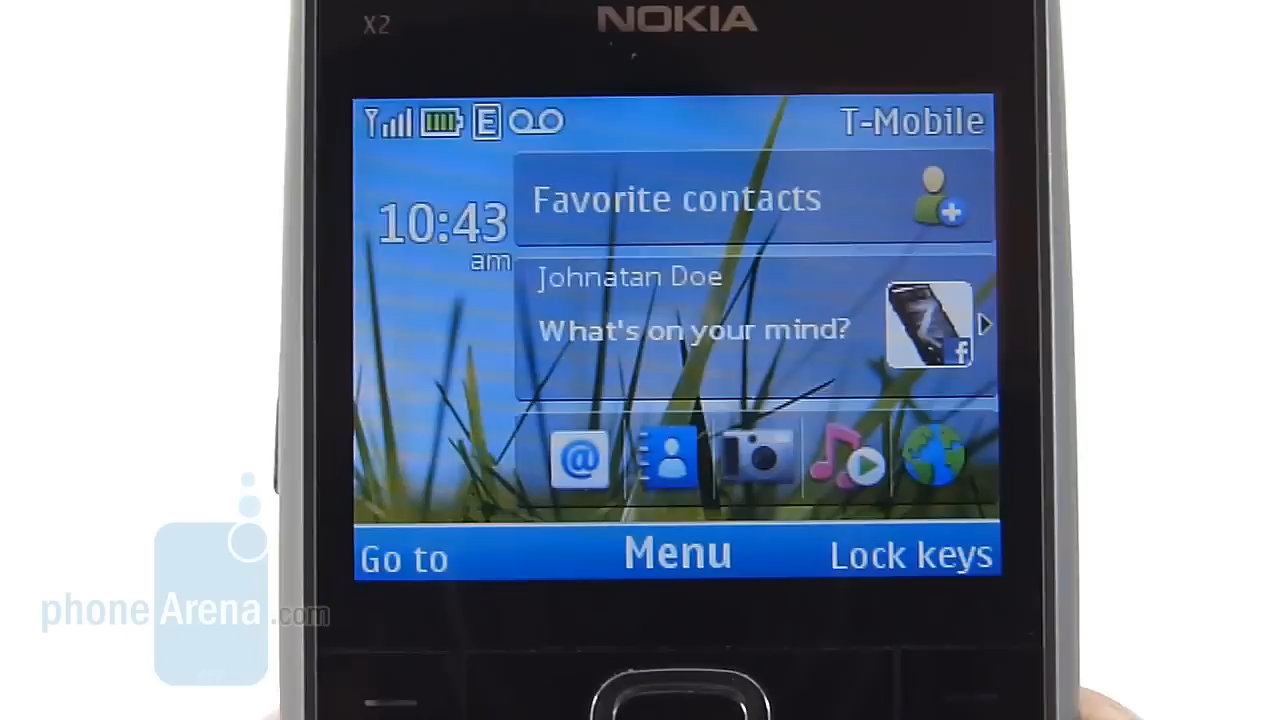 X2
NOKIA
E
T-Mobile
Favorite contacts
10:43
am
Johnatan Doe
What's on your mind?
f
@
Go to
Menu
Lock keys
phoneArena.com